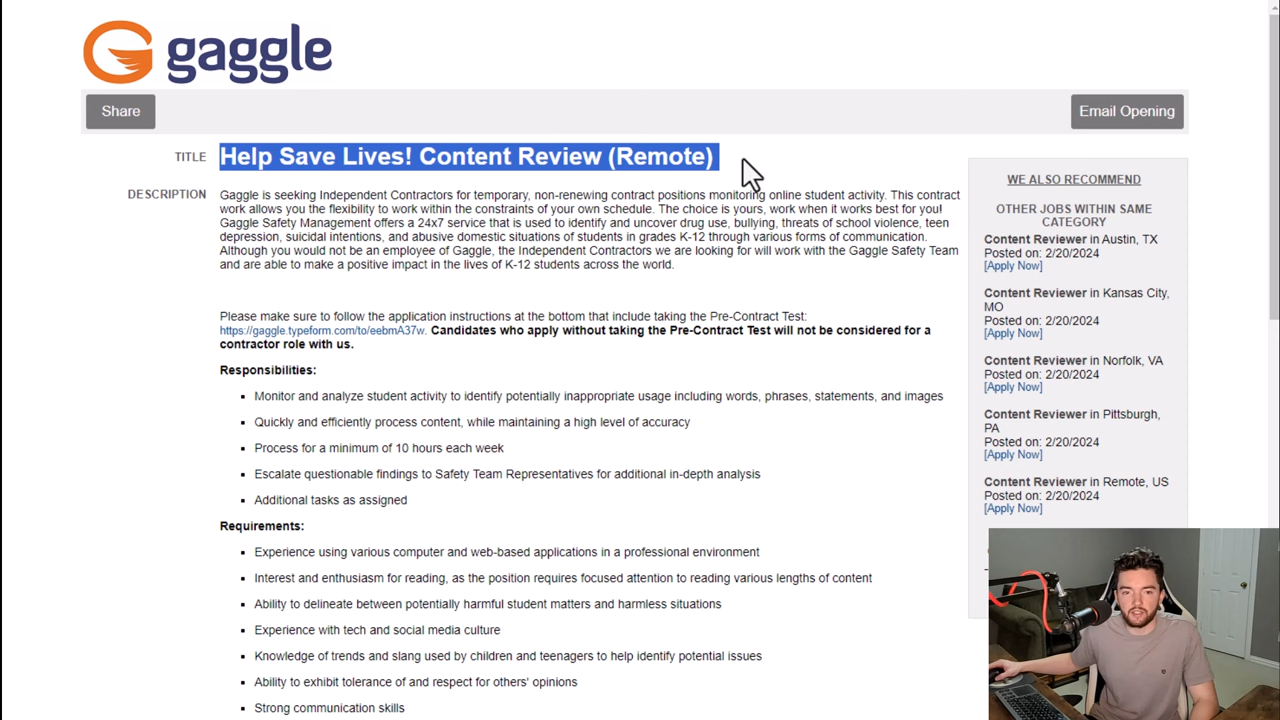 gaggle
Share
Email Opening
TITLE
Help Save Lives! Content Review (Remote)
DESCRIPTION
Gaggle is seeking Independent Contractors for temporary, non-renewing contract positions monitoring online student activity. This contract
work allows you the flexibility to work within the constraints of your own schedule. The choice is yours, work when it works best for you!
Gaggle Safety Management offers a 24x7 service that is used to identify and uncover drug use, bullying, threats of school violence, teen
depression, suicidal intentions, and abusive domestic situations of students in grades K-12 through various forms of communication.
Although you would not be an employee of Gaggle, the Independent Contractors we are looking for will work with the Gaggle Safety Team
and are able to make a positive impact in the lives of K-12 students across the world.
Please make sure to follow the application instructions at the bottom that include taking the Pre-Contract Test:
https://gaggle.typeform.com/to/eebmA37w. Candidates who apply without taking the Pre-Contract Test will not be considered for a
contractor role with us.
Responsibilities:
▪ Monitor and analyze student activity to identify potentially inappropriate usage including words, phrases, statements, and images
▪ Quickly and efficiently process content, while maintaining a high level of accuracy
▪ Process for a minimum of 10 hours each week
▪ Escalate questionable findings to Safety Team Representatives for additional in-depth analysis
▪ Additional tasks as assigned
Requirements:
▪ Experience using various computer and web-based applications in a professional environment
▪ Interest and enthusiasm for reading, as the position requires focused attention to reading various lengths of content
▪ Ability to delineate between potentially harmful student matters and harmless situations
▪ Experience with tech and social media culture
▪ Knowledge of trends and slang used by children and teenagers to help identify potential issues
▪ Ability to exhibit tolerance of and respect for others' opinions
▪ Strong communication skills
WE ALSO RECOMMEND
OTHER JOBS WITHIN SAME
CATEGORY
Content Reviewer in Austin, TX
Posted on: 2/20/2024
[Apply Now]
Content Reviewer in Kansas City,
MO
Posted on: 2/20/2024
[Apply Now]
Content Reviewer in Norfolk, VA
Posted on: 2/20/2024
[Apply Now]
Content Reviewer in Pittsburgh,
PA
Posted on: 2/20/2024
[Apply Now]
Content Reviewer in Remote, US
Posted on: 2/20/2024
[Apply Now]